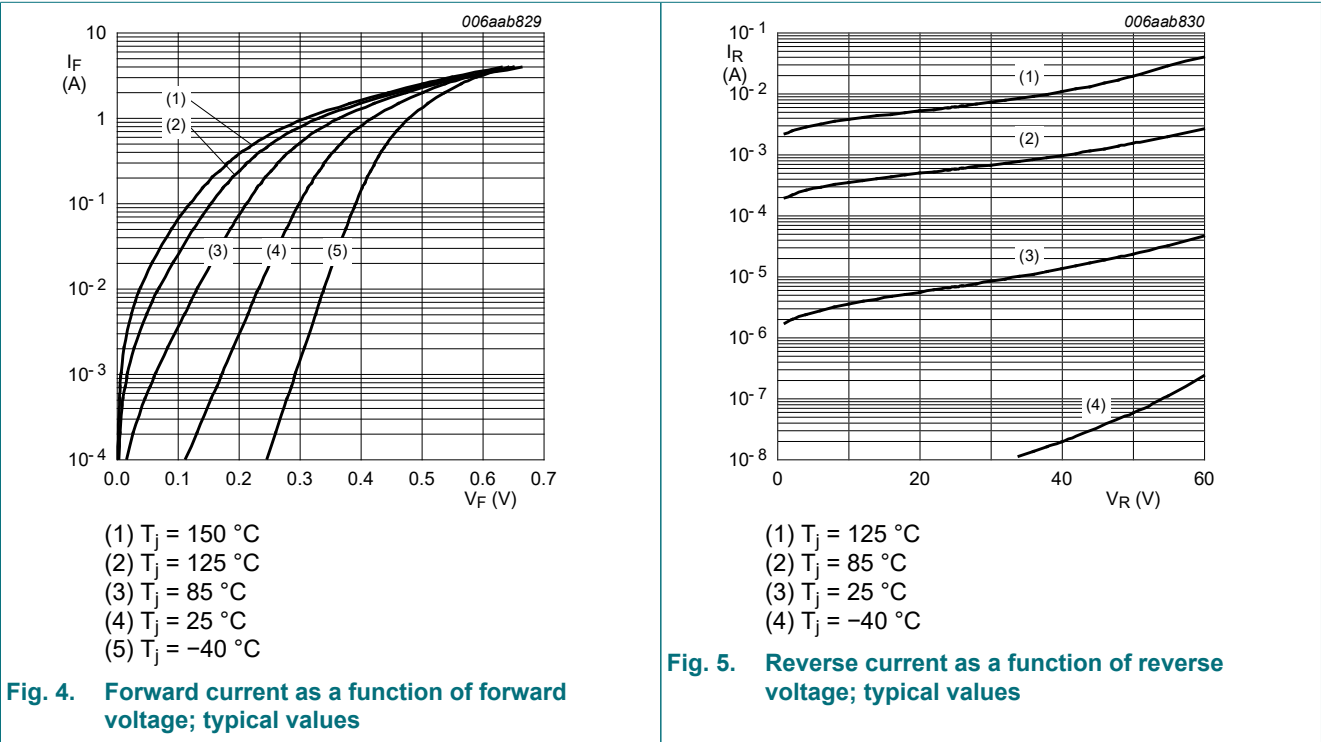 006aab829
10
I_F
(A)
(1)
(2)
1
10⁻¹
(3)
(4)
(5)
10⁻²
10⁻³
10⁻⁴
0.0 0.1 0.2 0.3 0.4 0.5 0.6 0.7
V_F (V)
(1) T_j = 150 °C
(2) T_j = 125 °C
(3) T_j = 85 °C
(4) T_j = 25 °C
(5) T_j = −40 °C
Fig. 4. Forward current as a function of forward
voltage; typical values
006aab830
10⁻¹
I_R
(A)
(1)
10⁻²
(2)
10⁻³
10⁻⁴
(3)
10⁻⁵
10⁻⁶
10⁻⁷
(4)
10⁻⁸
0 20 40 60
V_R (V)
(1) T_j = 125 °C
(2) T_j = 85 °C
(3) T_j = 25 °C
(4) T_j = −40 °C
Fig. 5. Reverse current as a function of reverse
voltage; typical values